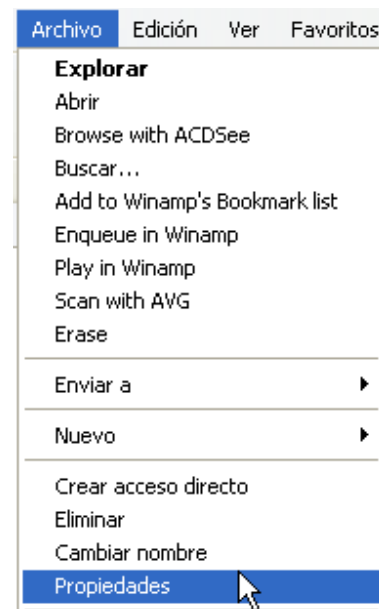 Archivo Edición Ver Favoritos
Explorar
Abrir
Browse with ACDSee
Buscar...
Add to Winamp's Bookmark list
Enqueue in Winamp
Play in Winamp
Scan with AVG
Erase
Enviar a
Nuevo
Crear acceso directo
Eliminar
Cambiar nombre
Propiedades